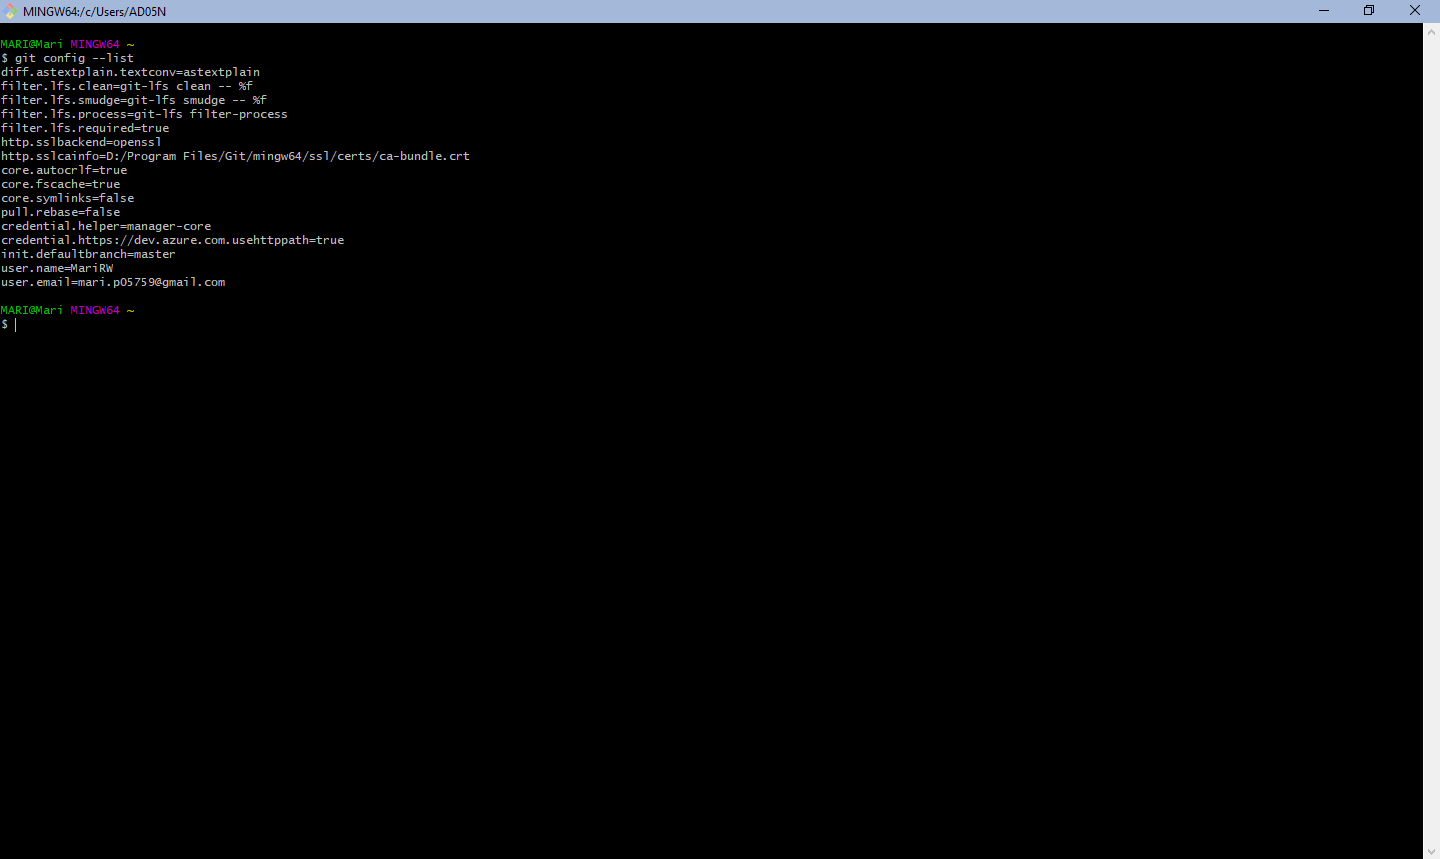 MINGW64:/c/Users/AD05N
MARI@Mari MINGW64 ~
$ git config --list
diff.astextplain.textconv=astextplain
filter.lfs.clean=git-lfs clean -- %f
filter.lfs.smudge=git-lfs smudge -- %f
filter.lfs.process=git-lfs filter-process
filter.lfs.required=true
http.sslbackend=openssl
http.sslcainfo=D:/Program Files/Git/mingw64/ssl/certs/ca-bundle.crt
core.autocrlf=true
core.fscache=true
core.symlinks=false
pull.rebase=false
credential.helper=manager-core
credential.https://dev.azure.com.usehttppath=true
init.defaultbranch=master
user.name=MariRW
user.email=mari.p05759@gmail.com
MARI@Mari MINGW64 ~
$